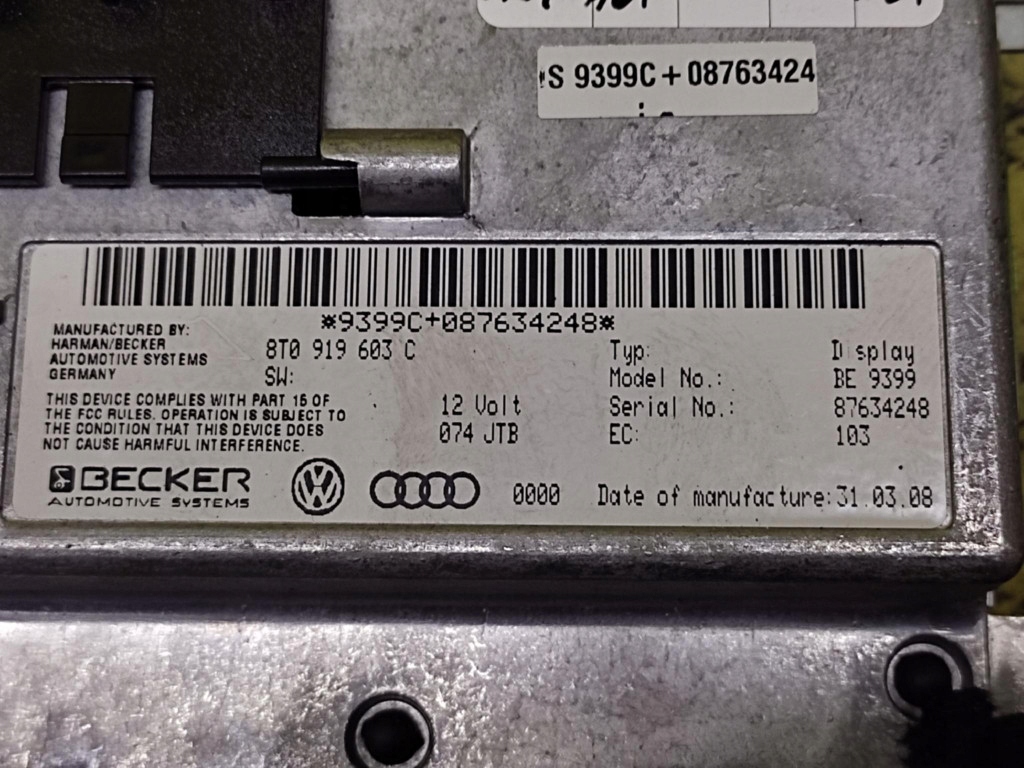 *S 9399C+08763424
*9399C+087634248*
MANUFACTURED BY:
HARMAN/BECKER
AUTOMOTIVE SYSTEMS
GERMANY
8T0 919 603 C
SW:
Typ: Display
Model No.: BE 9399
Serial No.: 87634248
EC: 103
THIS DEVICE COMPLIES WITH PART 15 OF
THE FCC RULES. OPERATION IS SUBJECT TO
THE CONDITION THAT THIS DEVICE DOES
NOT CAUSE HARMFUL INTERFERENCE.
12 Volt
074 JTB
BECKER
AUTOMOTIVE SYSTEMS
0000 Date of manufacture: 31.03.08